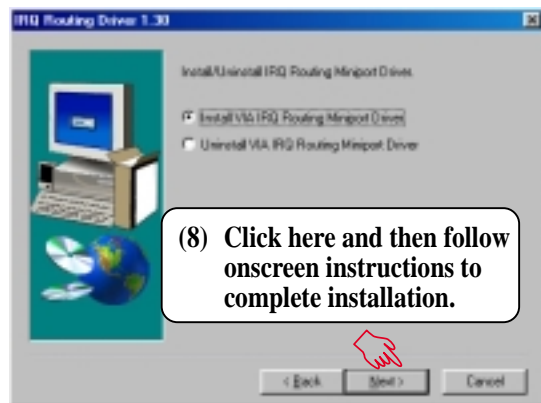 IRQ Routing Driver 1.30
Install/Uninstall IRQ Routing Miniport Driver.
Install VIA IRQ Routing Miniport Driver
Uninstall VIA IRQ Routing Miniport Driver
(8) Click here and then follow
onscreen instructions to
complete installation.
< Back
Next >
Cancel